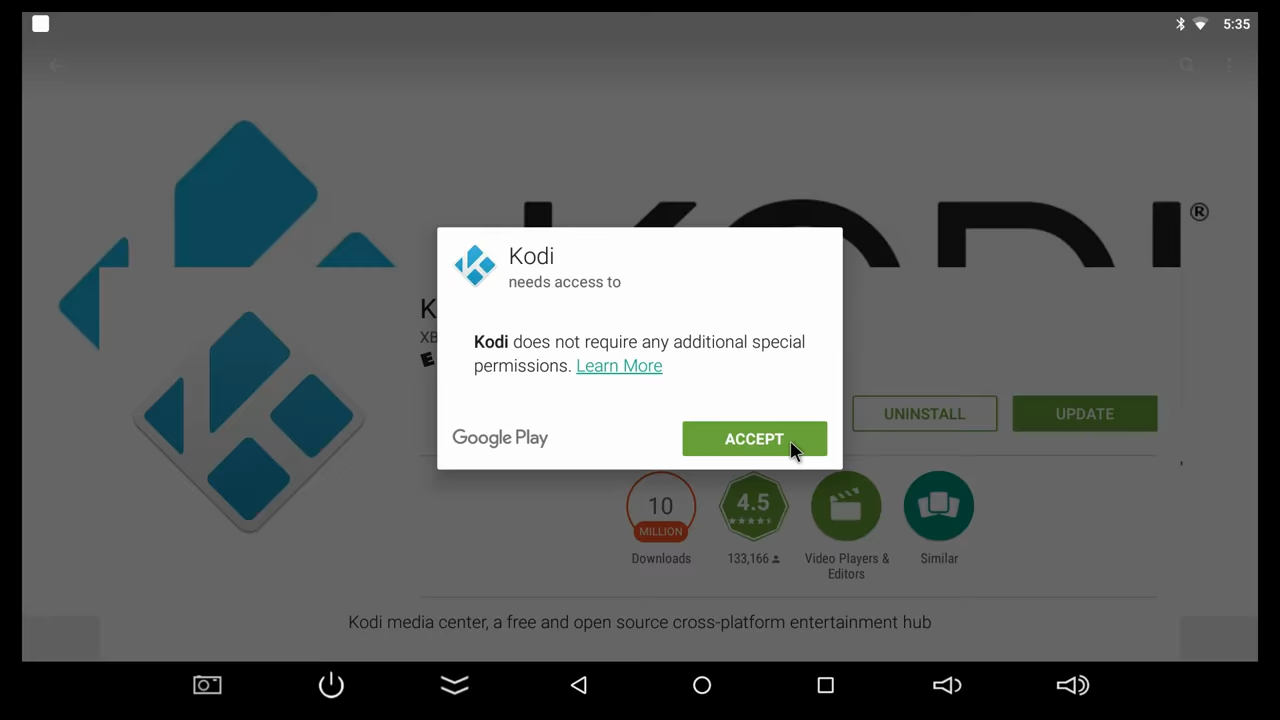 5:35
KODI
®
Kodi
needs access to
K
XB
E
Kodi does not require any additional special
permissions. Learn More
UNINSTALL
UPDATE
Google Play
ACCEPT
10
MILLION
4.5
Downloads
133,166
Video Players &
Editors
Similar
Kodi media center, a free and open source cross-platform entertainment hub